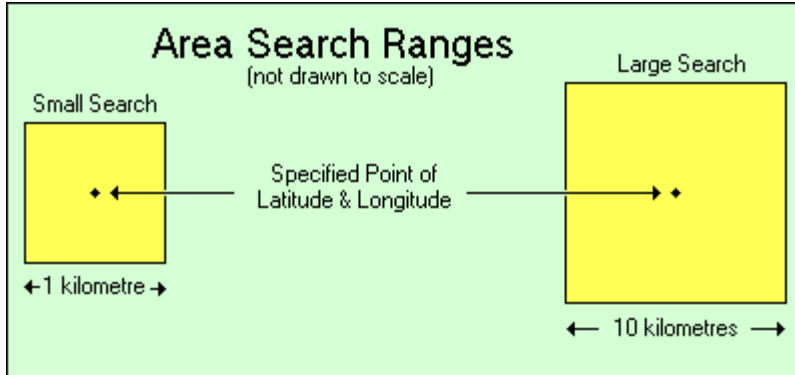 Area Search Ranges
(not drawn to scale)
Large Search
Small Search
Specified Point of
Latitude & Longitude
1 kilometre
10 kilometres